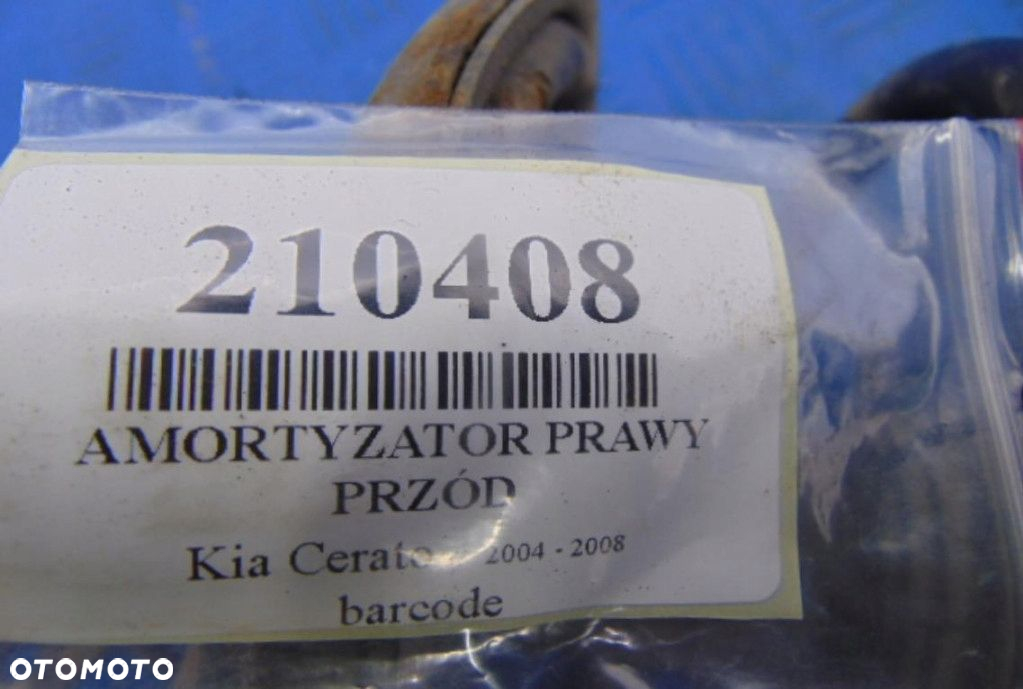 210408
AMORTYZATOR PRAWY
PRZÓD
Kia Cerato 2004 - 2008
barcode
OTOMOTO